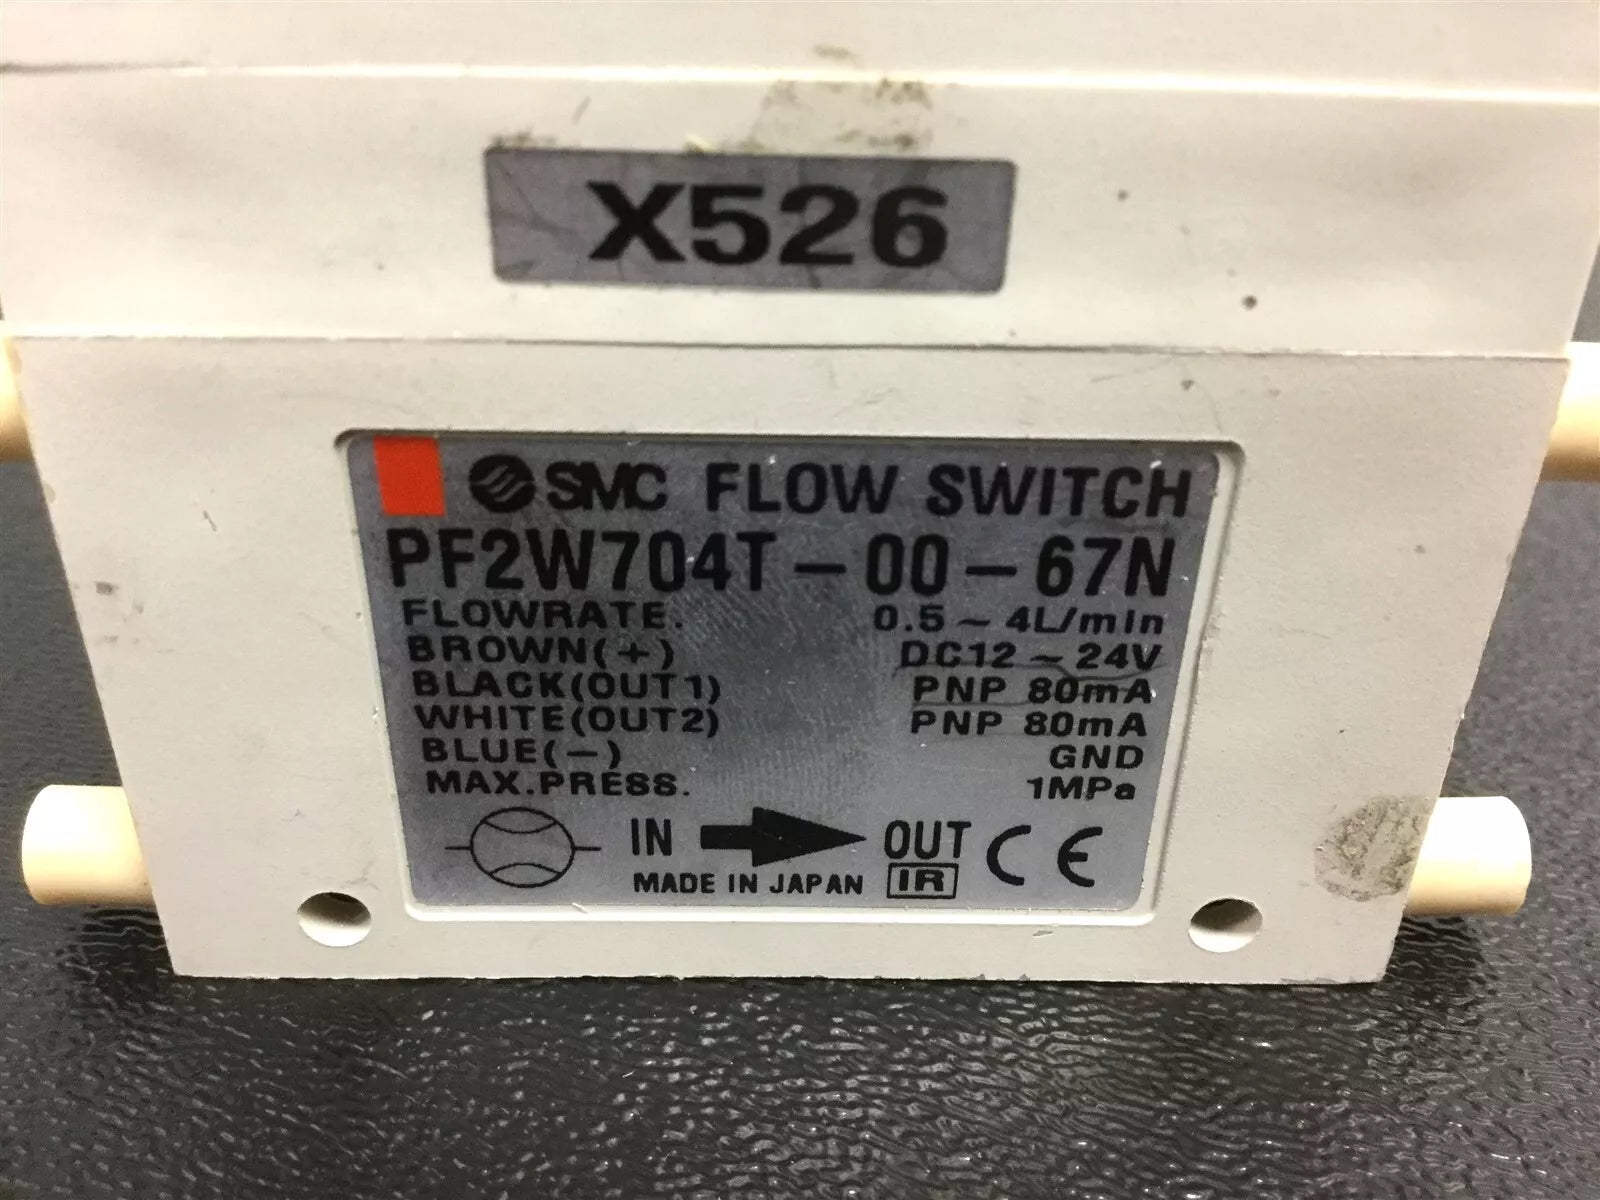 X526
SMC FLOW SWITCH
PF2W704T-00-67N
FLOWRATE. 0.5~4L/min
BROWN(+) DC12~24V
BLACK(OUT1) PNP 80mA
WHITE(OUT2) PNP 80mA
BLUE(-) GND
MAX.PRESS. 1MPa
IN OUT CE
MADE IN JAPAN IR